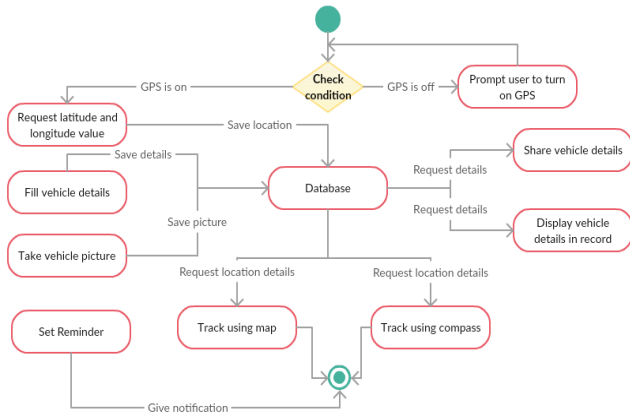 Check
condition
GPS is on
GPS is off
Prompt user to turn
on GPS
Request latitude and
longitude value
Save location
Save details
Fill vehicle details
Database
Request details
Share vehicle details
Request details
Save picture
Take vehicle picture
Display vehicle
details in record
Request location details
Request location details
Set Reminder
Track using map
Track using compass
Give notification